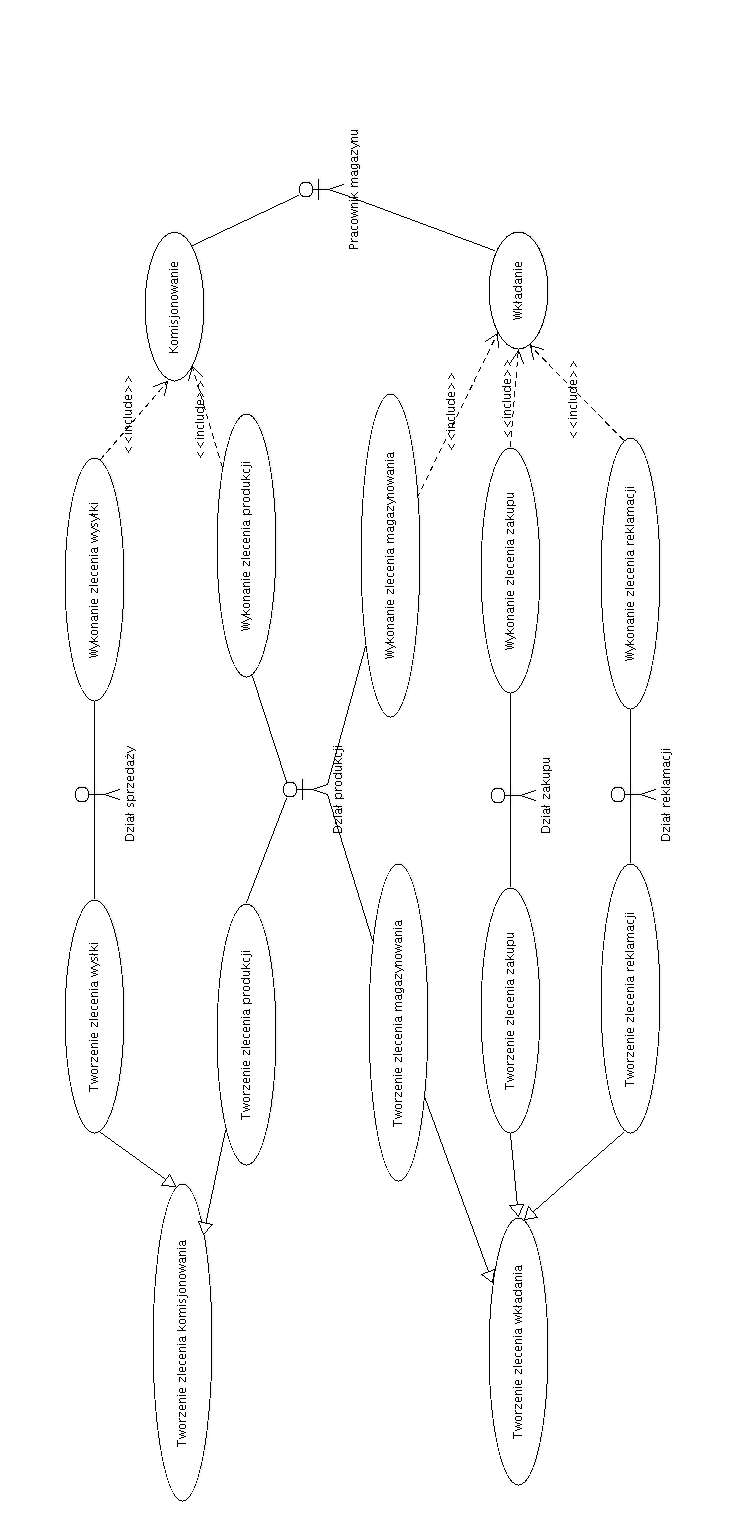 Tworzenie zlecenia wysłki
Wykonanie zlecenia wysyłki
Dział sprzedaży
<<include>>
Tworzenie zlecenia komisjonowania
Komisjonowanie
<<include>>
Tworzenie zlecenia produkcji
Wykonanie zlecenia produkcji
Dział produkcji
Pracownik magazynu
Tworzenie zlecenia magazynowania
Wykonanie zlecenia magazynowania
<<include>>
Tworzenie zlecenia wkładania
Tworzenie zlecenia zakupu
Wykonanie zlecenia zakupu
<<include>>
Wkładanie
Dział zakupu
<<include>>
Tworzenie zlecenia reklamacji
Wykonanie zlecenia reklamacji
Dział reklamacji